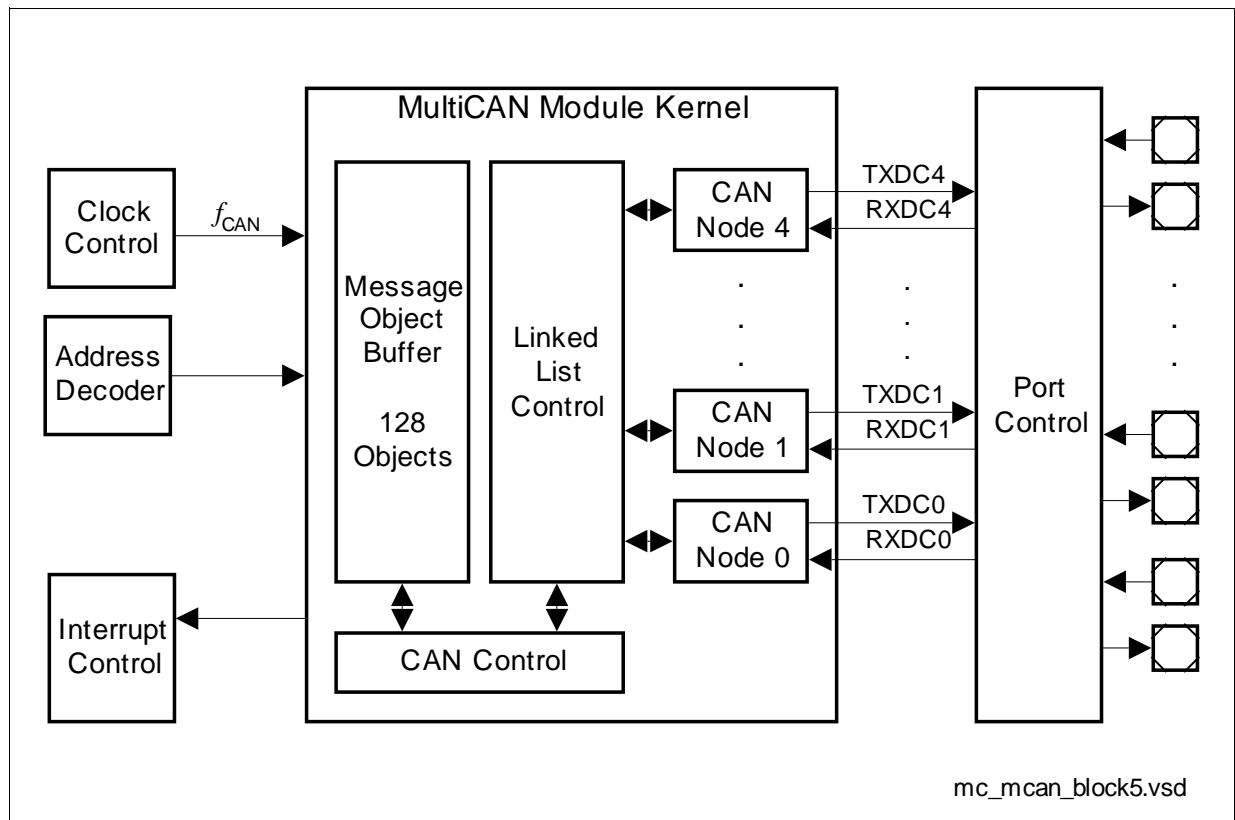 MultiCAN Module Kernel
Clock
Control
fCAN
Address
Decoder
Interrupt
Control
Message
Object
Buffer
128
Objects
Linked
List
Control
CAN Control
CAN
Node 4
TXDC4
RXDC4
.
.
.
.
.
.
.
.
.
CAN
Node 1
TXDC1
RXDC1
CAN
Node 0
TXDC0
RXDC0
Port
Control
mc_mcan_block5.vsd